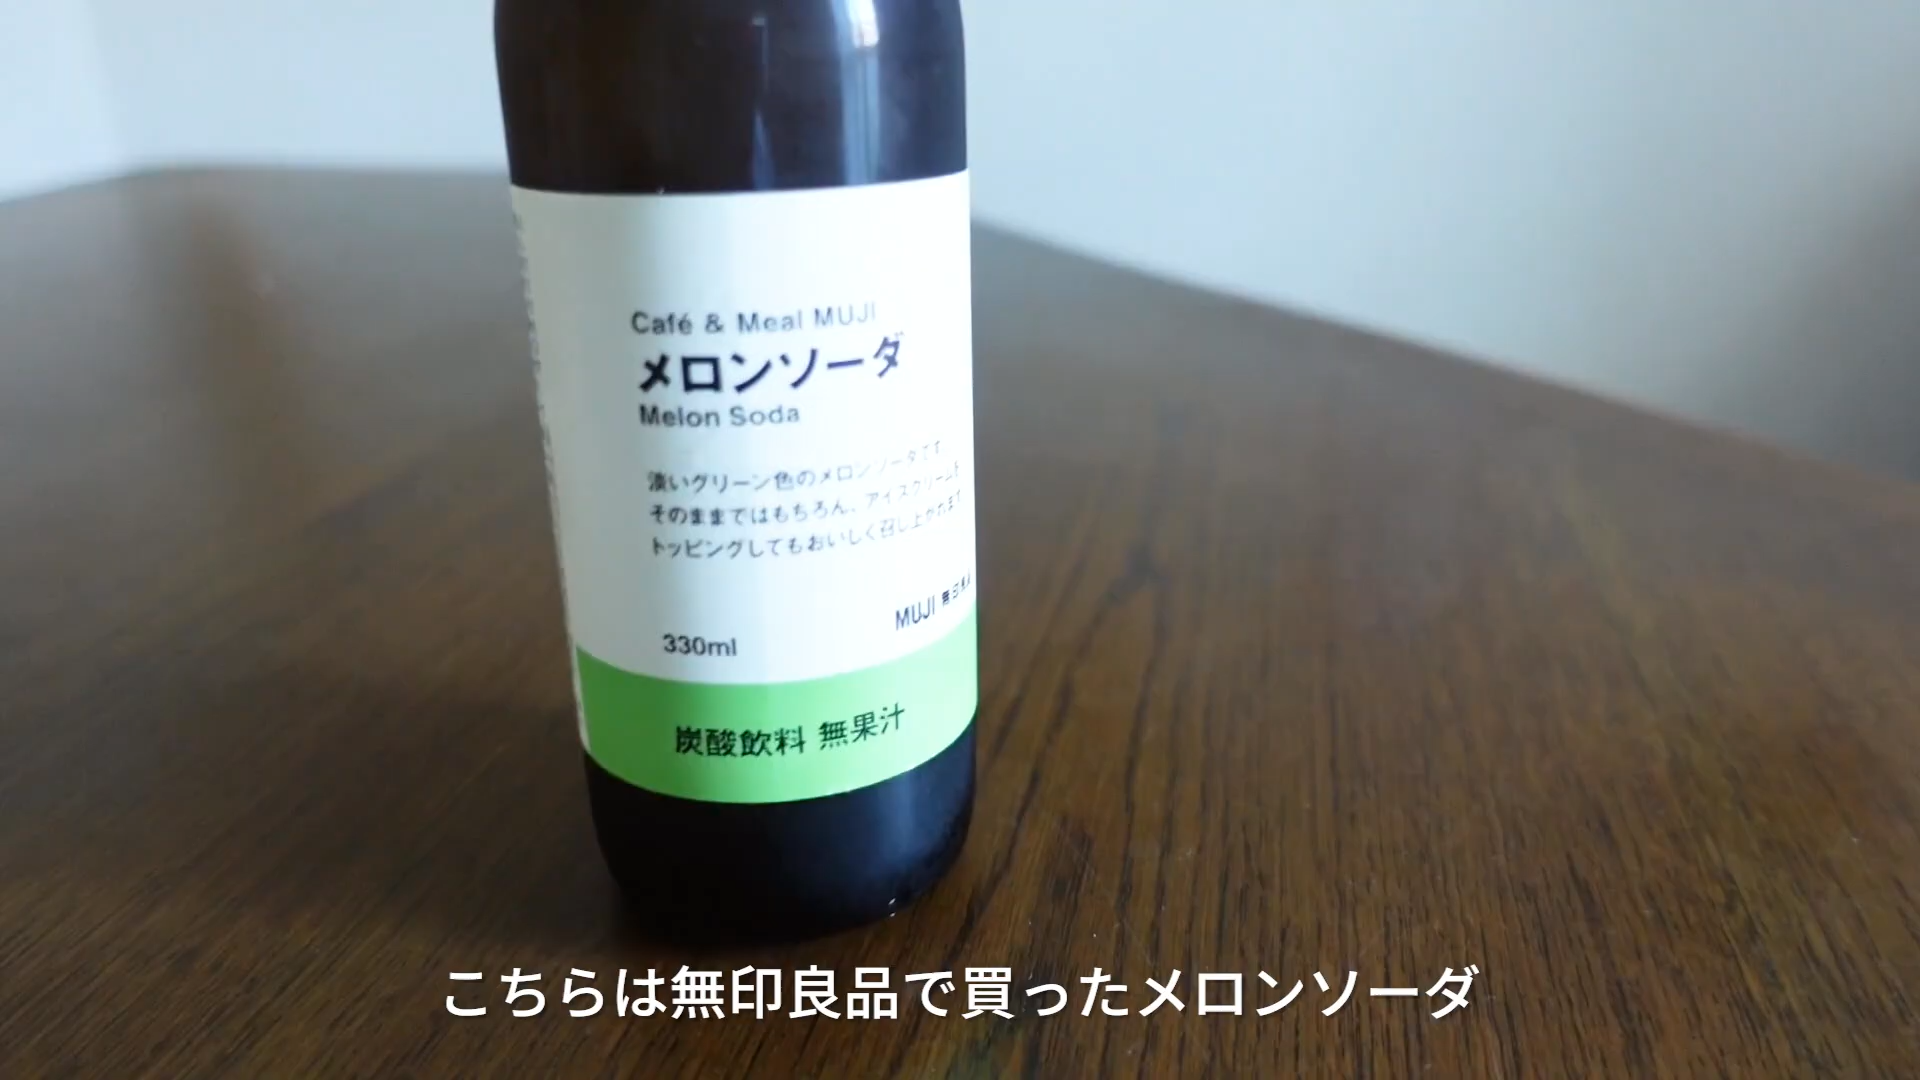 Café & Meal MUJI
メロンソーダ
Melon Soda
淡いグリーン色のメロンソーダです。
そのままではもちろん、アイスクリームを
トッピングしてもおいしく召し上がれます。
MUJI 無印良品
330ml
炭酸飲料 無果汁
こちらは無印良品で買ったメロンソーダ